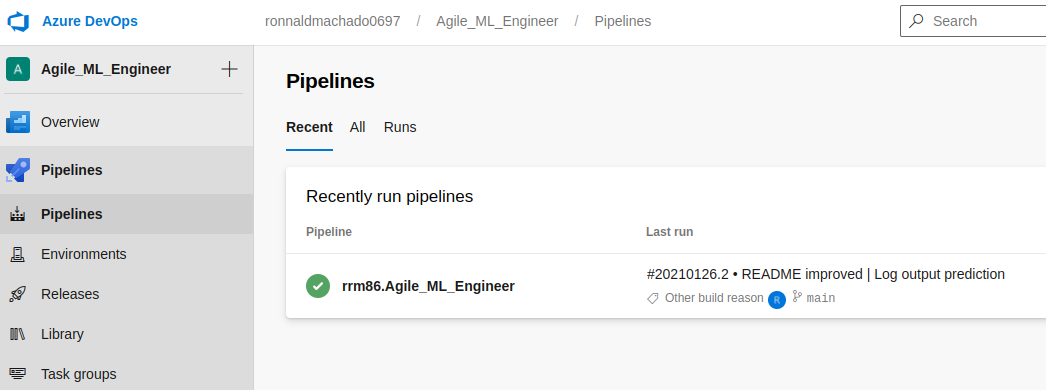 Azure DevOps
ronnaldmachado0697 / Agile_ML_Engineer / Pipelines
Search
A Agile_ML_Engineer
Overview
Pipelines
Pipelines
Environments
Releases
Library
Task groups
Pipelines
Recent All Runs
Recently run pipelines
Pipeline Last run
rrm86.Agile_ML_Engineer
#20210126.2 • README improved | Log output prediction
Other build reason R main